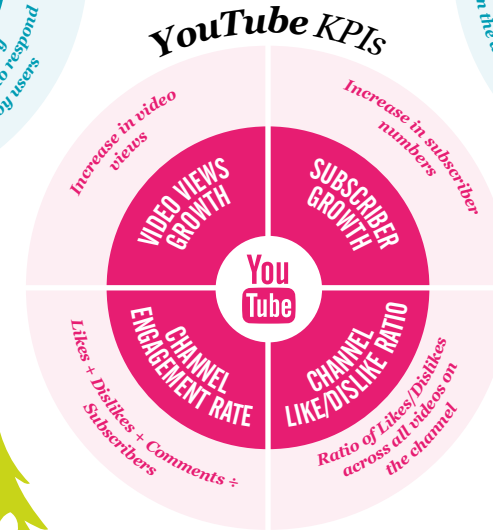 YouTube KPIs
respond
by users
Increase in video
views
Increase in subscriber
numbers
VIDEO VIEWS
GROWTH
SUBSCRIBER
GROWTH
You
Tube
CHANNEL
ENGAGEMENT RATE
CHANNEL
LIKE/DISLIKE RATIO
Likes + Dislikes + Comments ÷
Subscribers
Ratio of Likes/Dislikes
across all videos on
the channel